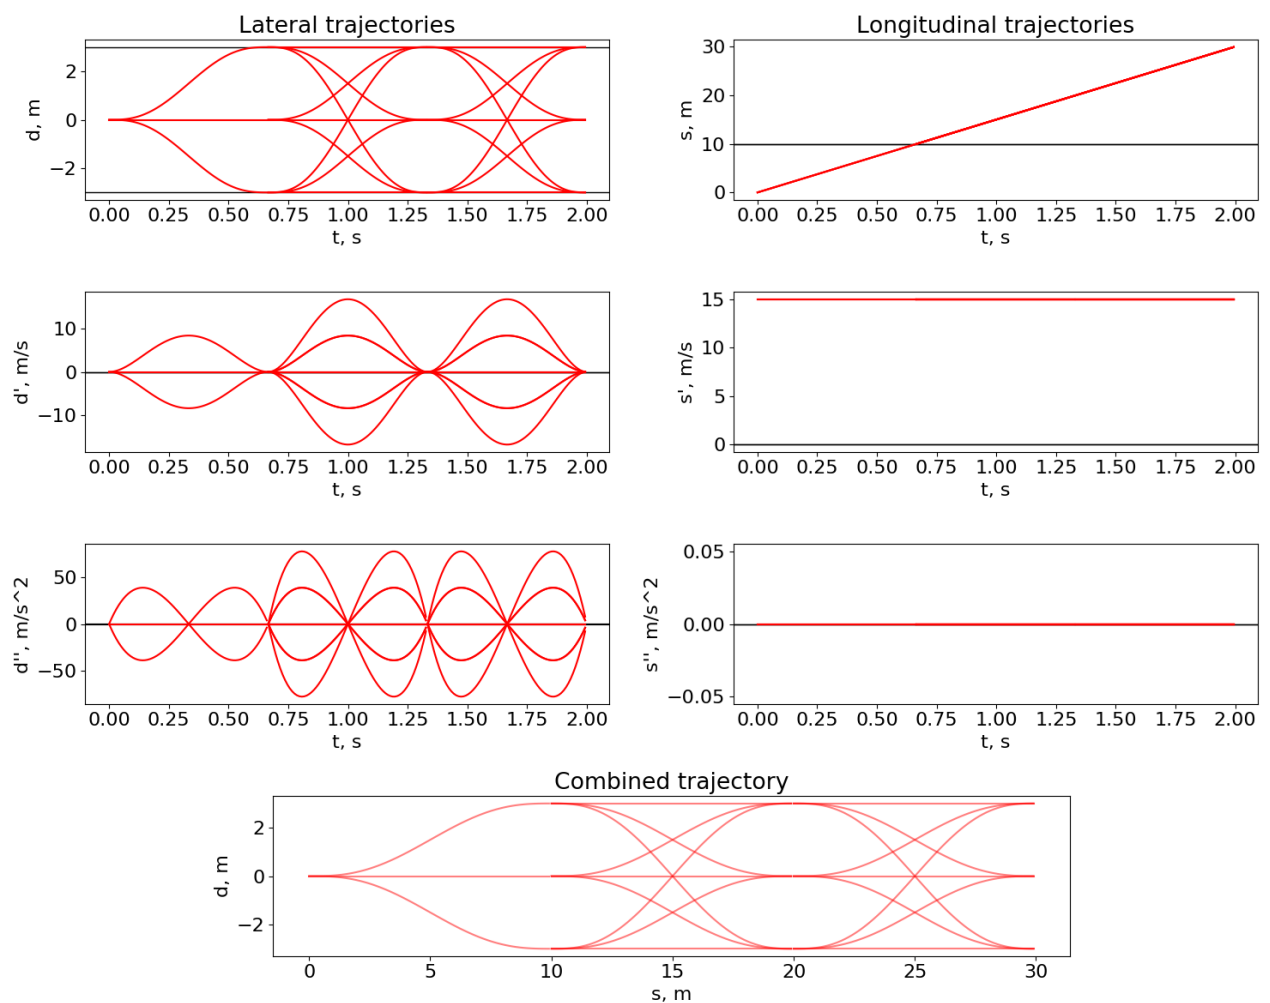 Lateral trajectories
d, m
2
0
−2
0.00 0.25 0.50 0.75 1.00 1.25 1.50 1.75 2.00
t, s
Longitudinal trajectories
s, m
30
20
10
0
0.00 0.25 0.50 0.75 1.00 1.25 1.50 1.75 2.00
t, s
d', m/s
10
0
−10
0.00 0.25 0.50 0.75 1.00 1.25 1.50 1.75 2.00
t, s
s', m/s
15
10
5
0
0.00 0.25 0.50 0.75 1.00 1.25 1.50 1.75 2.00
t, s
d'', m/s^2
50
0
−50
0.00 0.25 0.50 0.75 1.00 1.25 1.50 1.75 2.00
t, s
s'', m/s^2
0.05
0.00
−0.05
0.00 0.25 0.50 0.75 1.00 1.25 1.50 1.75 2.00
t, s
Combined trajectory
d, m
2
0
−2
0 5 10 15 20 25 30
s, m